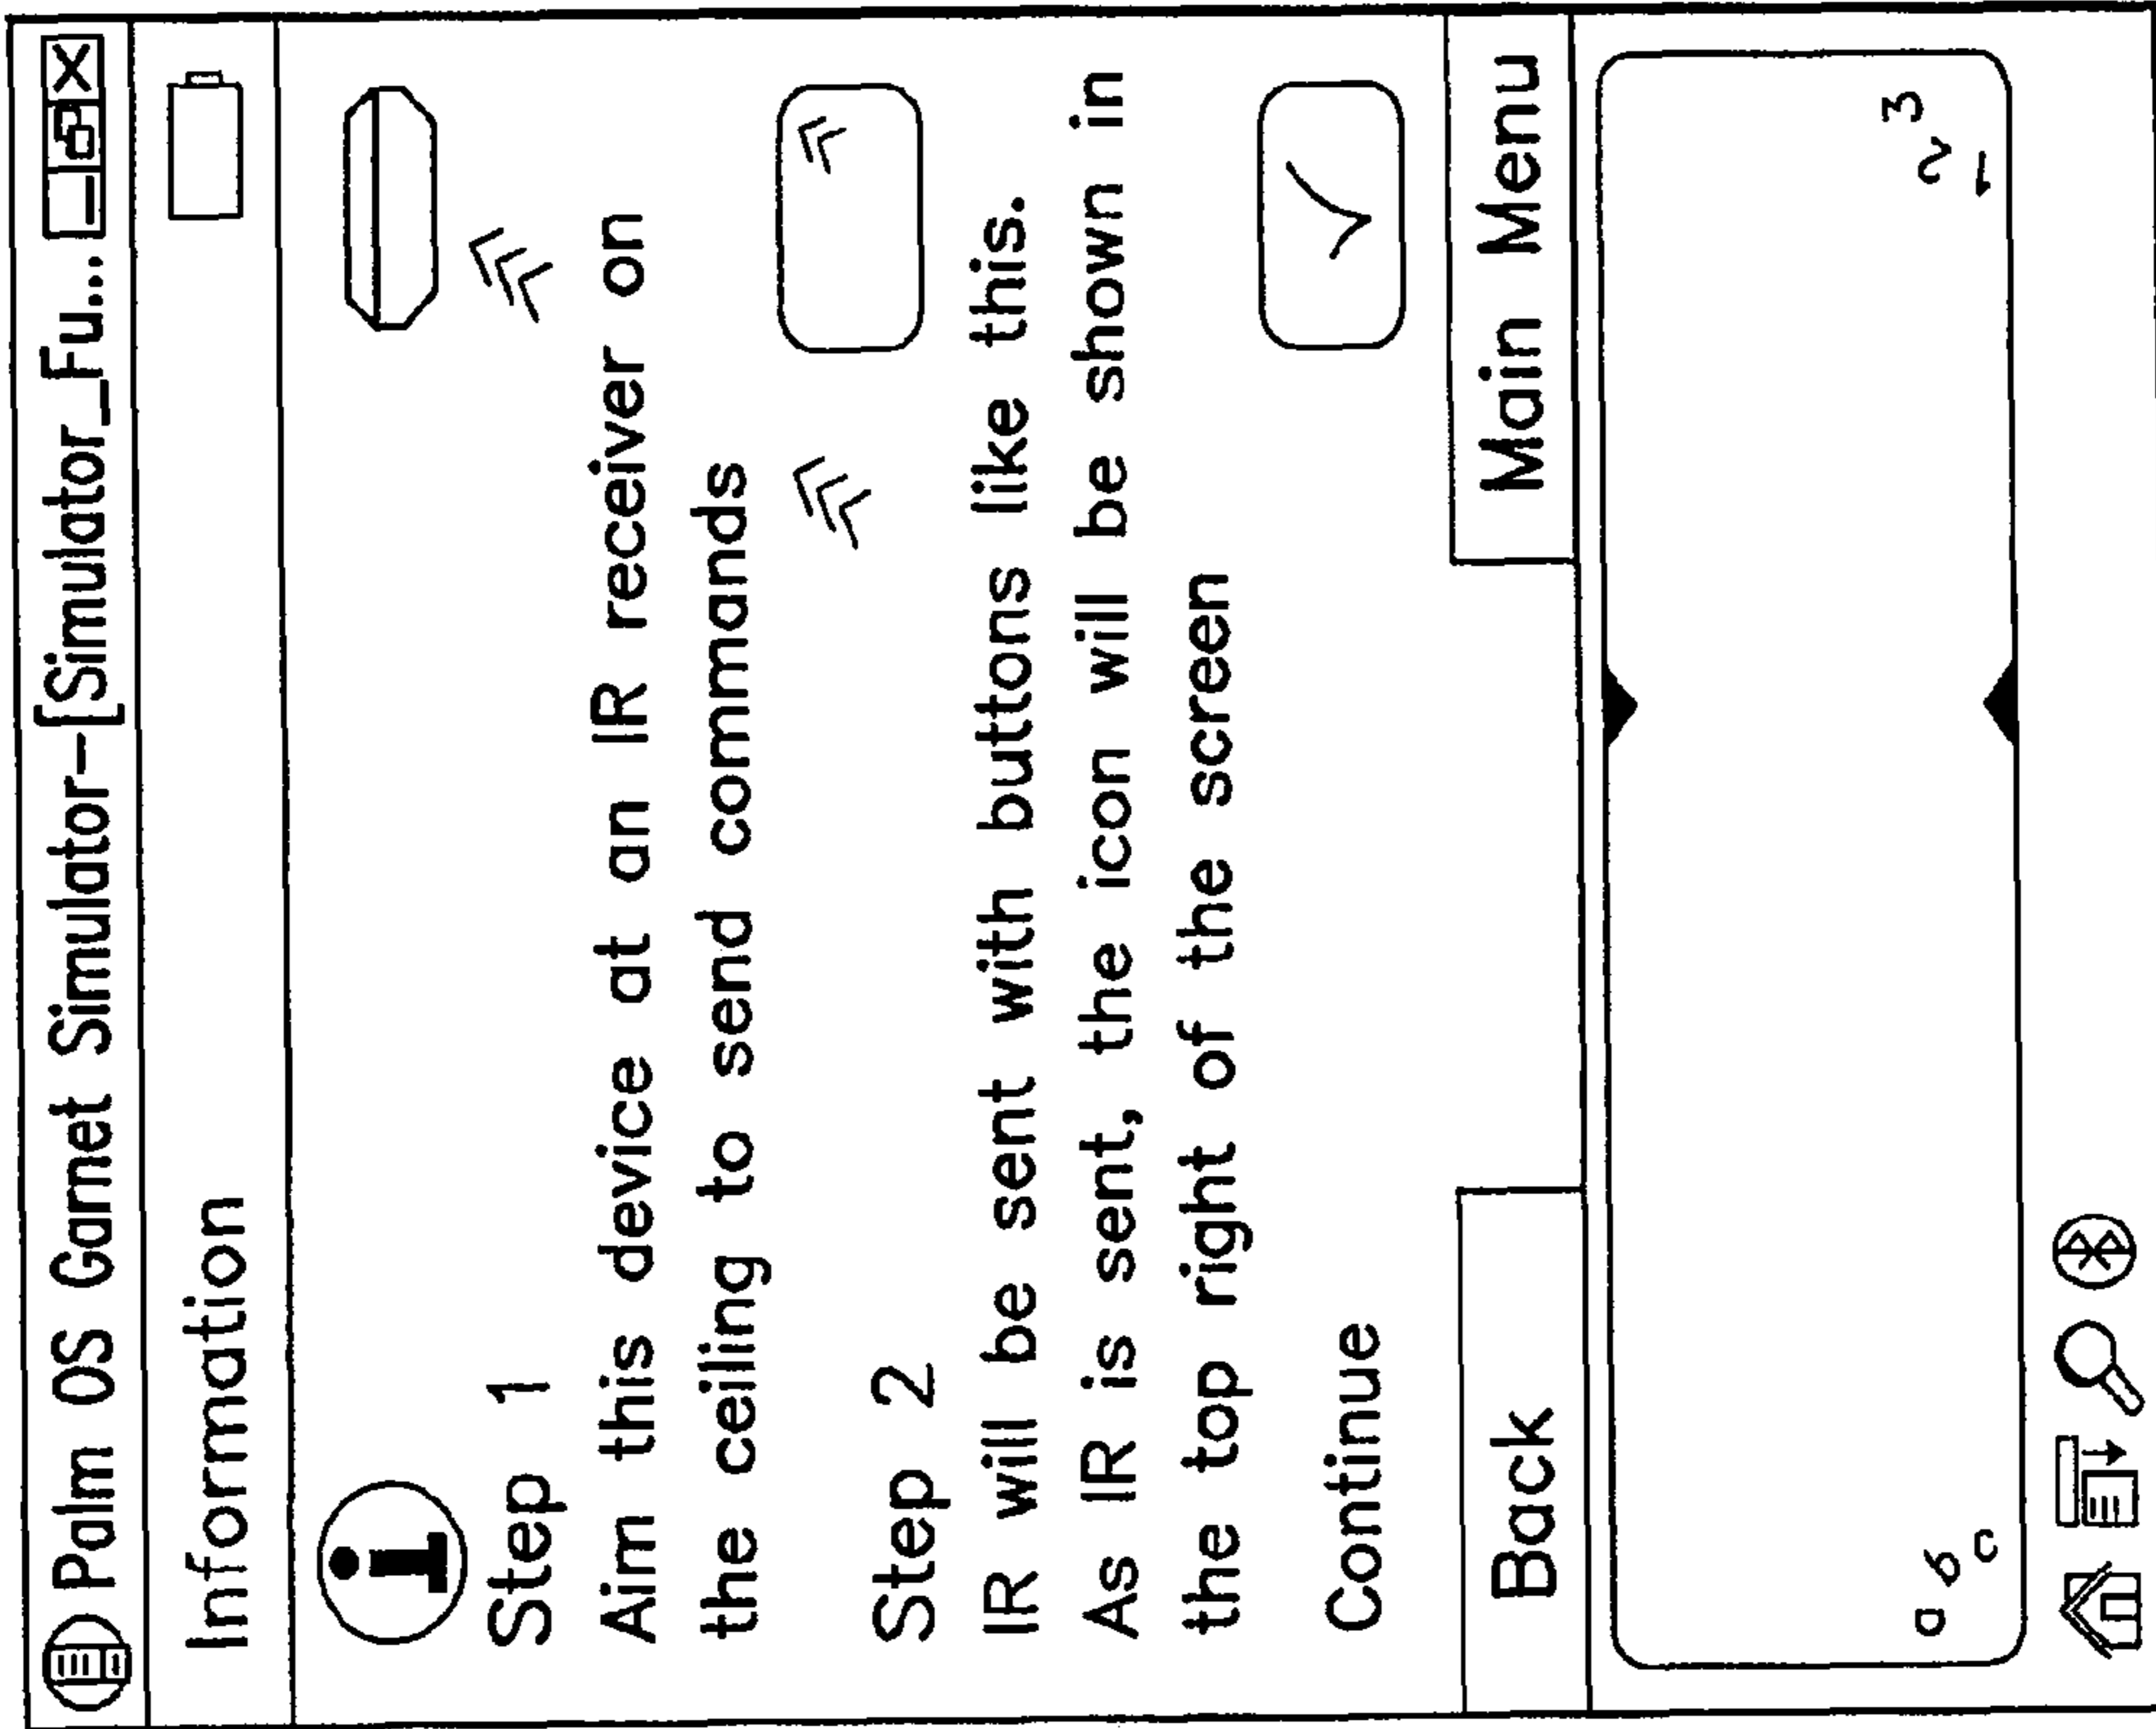 Palm OS Garnet Simulator-[Simulator_Fu...
Information
i
Step 1
Aim this device at an IR receiver on
the ceiling to send commands
Step 2
IR will be sent with buttons like this.
As IR is sent, the icon will be shown in
the top right of the screen
Continue
Back Main Menu
a b c 1 2 3